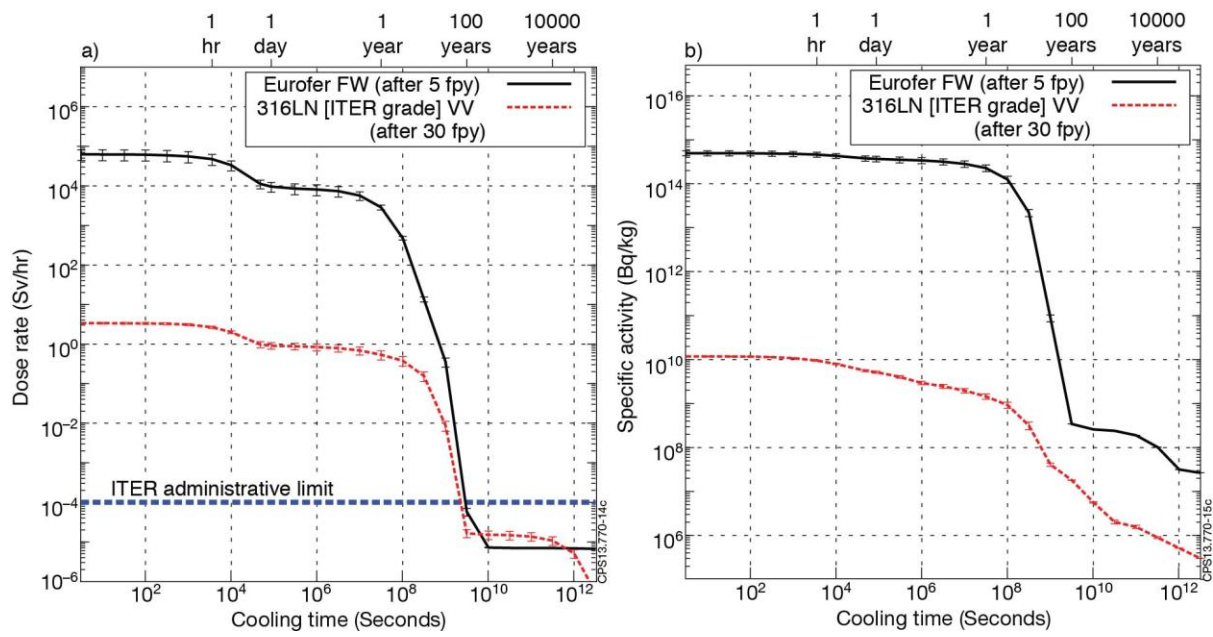 1 1 1 100 10000
hr day year years years
a)
Eurofer FW (after 5 fpy)
316LN [ITER grade] VV
(after 30 fpy)
10^6
10^4
10^2
10^0
10^-2
10^-4
10^-6
Dose rate (Sv/hr)
ITER administrative limit
CPS13.770-14c
10^2 10^4 10^6 10^8 10^10 10^12
Cooling time (Seconds)
1 1 1 100 10000
hr day year years years
b)
Eurofer FW (after 5 fpy)
316LN [ITER grade] VV
(after 30 fpy)
10^16
10^14
10^12
10^10
10^8
10^6
Specific activity (Bq/kg)
CPS13.770-15c
10^2 10^4 10^6 10^8 10^10 10^12
Cooling time (Seconds)